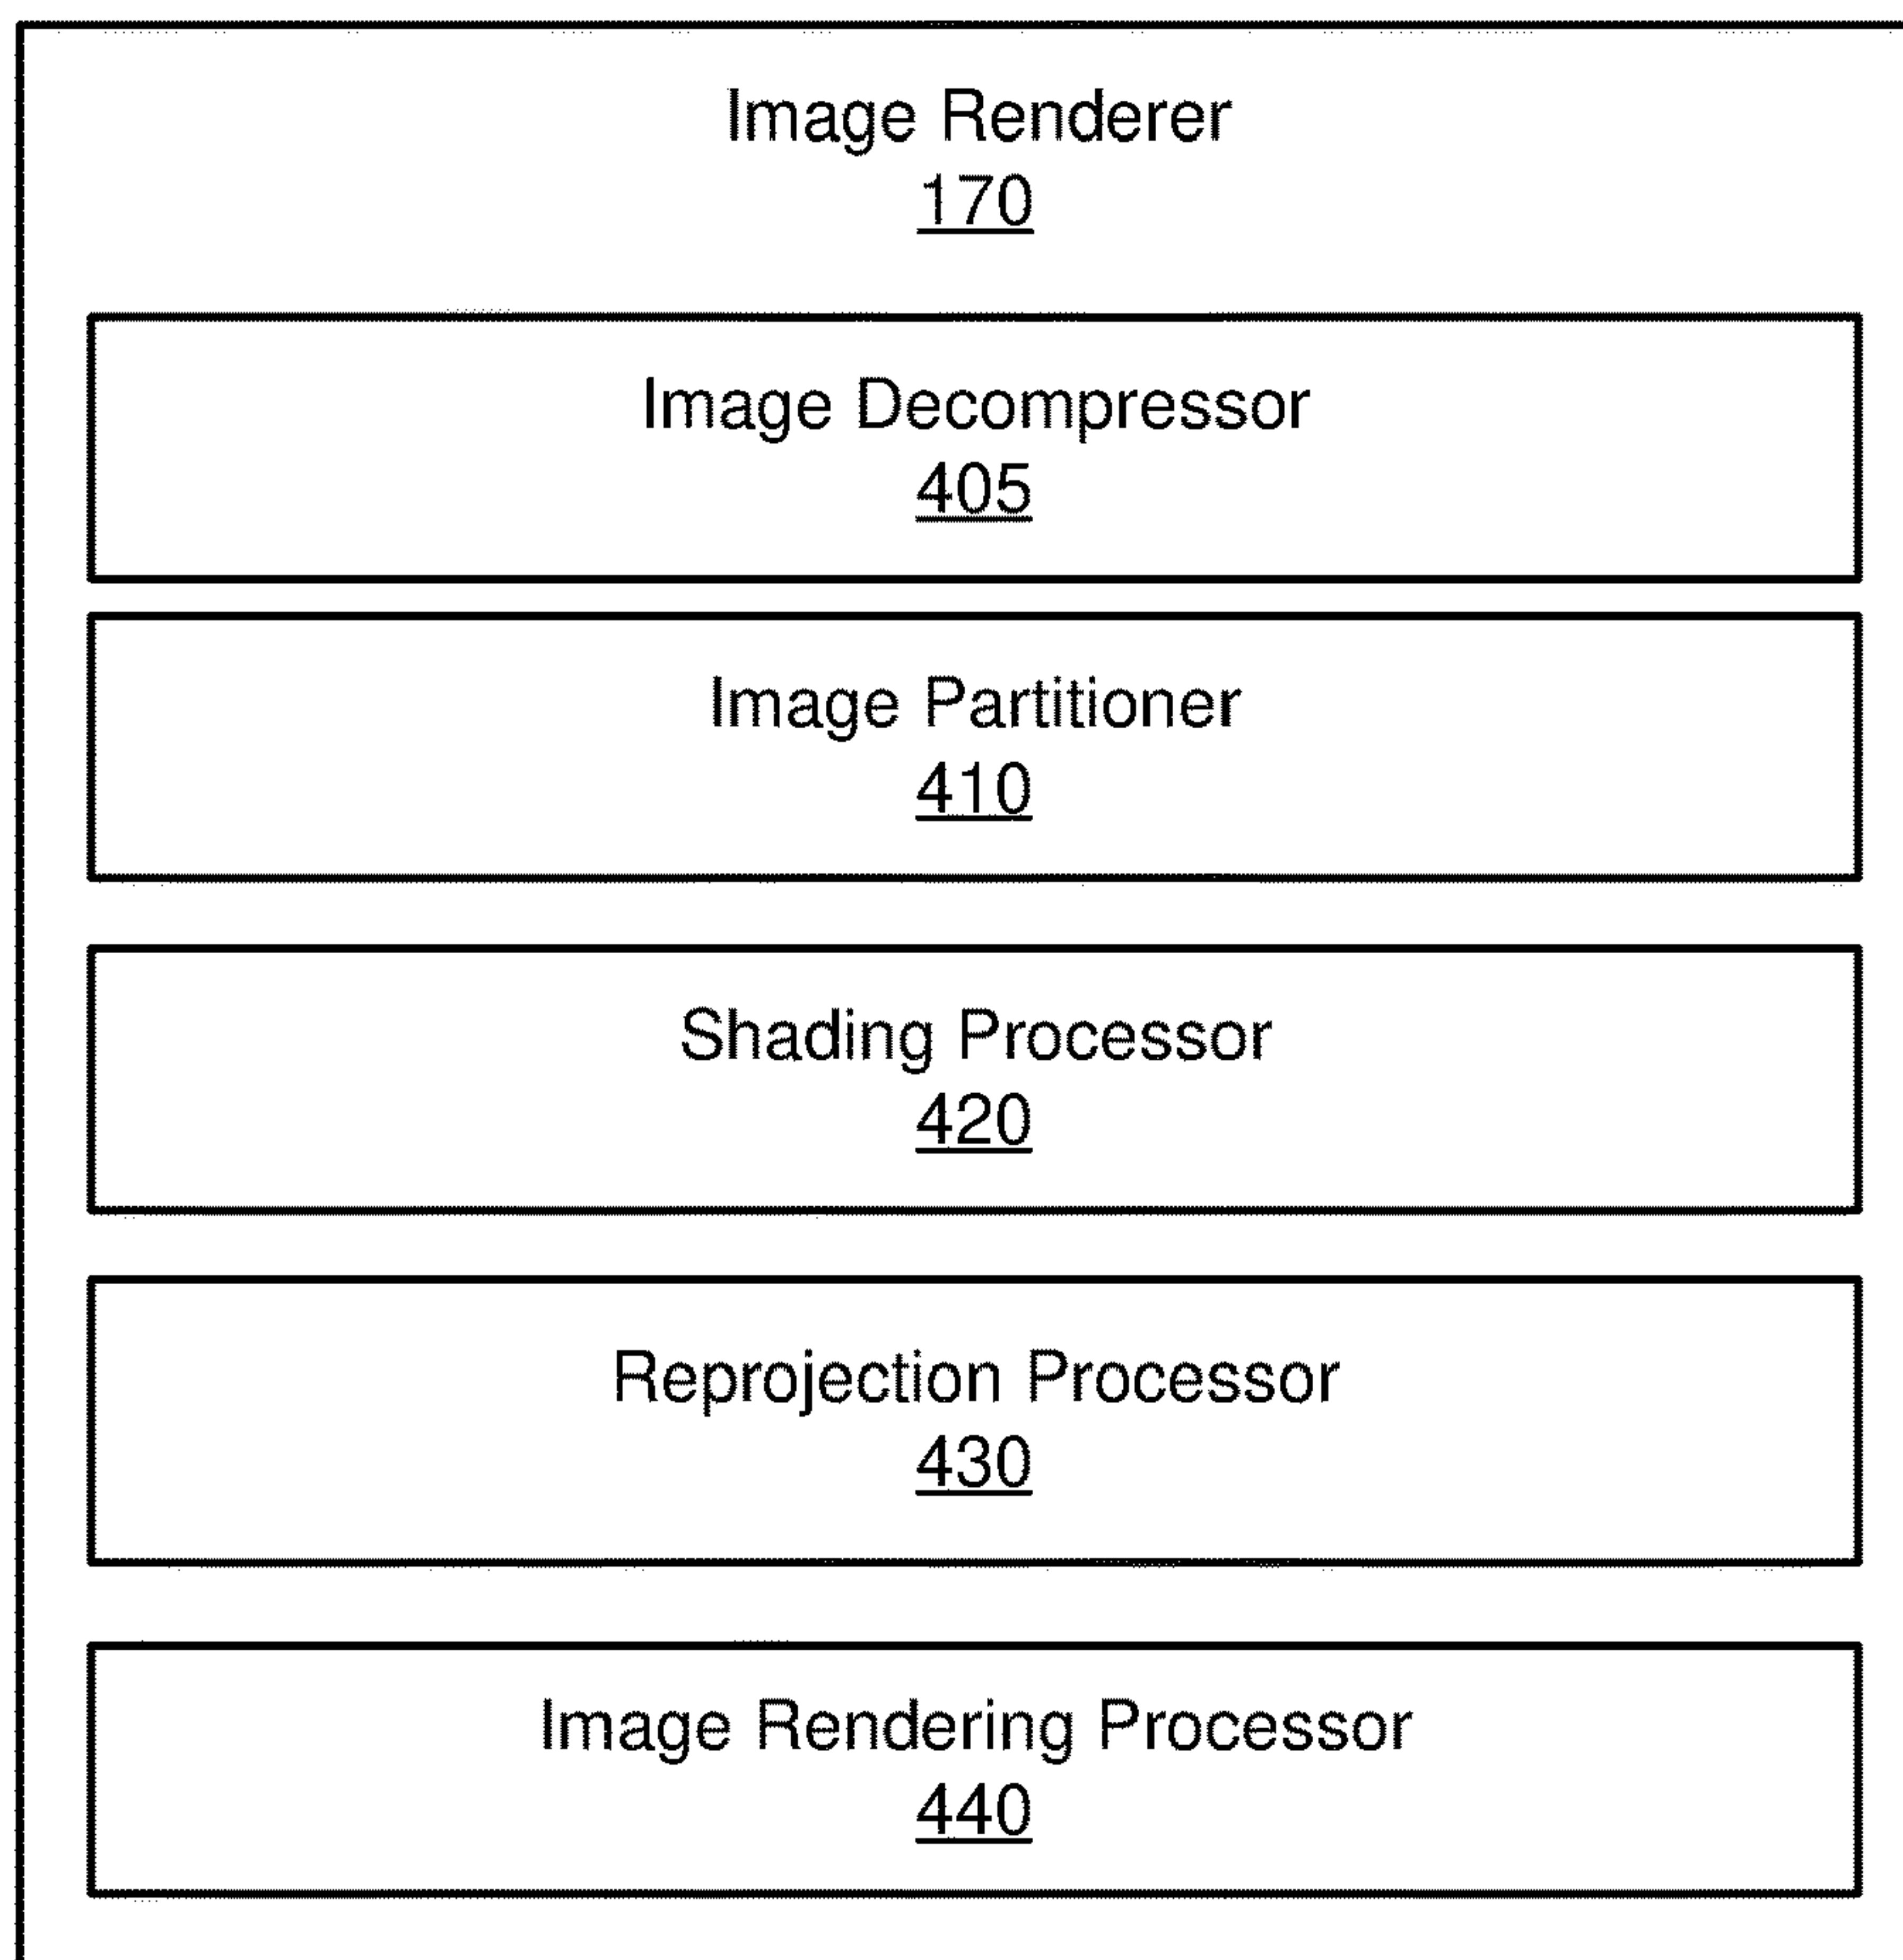 Image Renderer
170
Image Decompressor
405
Image Partitioner
410
Shading Processor
420
Reprojection Processor
430
Image Rendering Processor
440